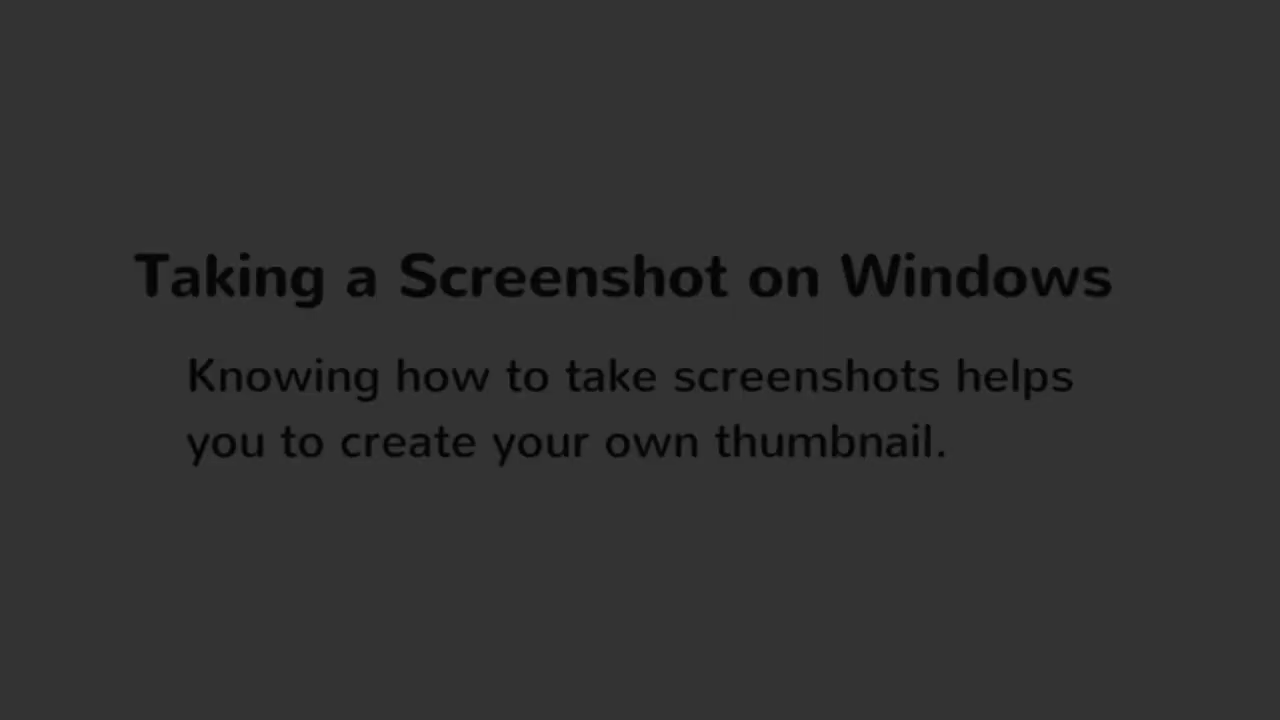 Taking a Screenshot on Windows
Knowing how to take screenshots helps
you to create your own thumbnail.